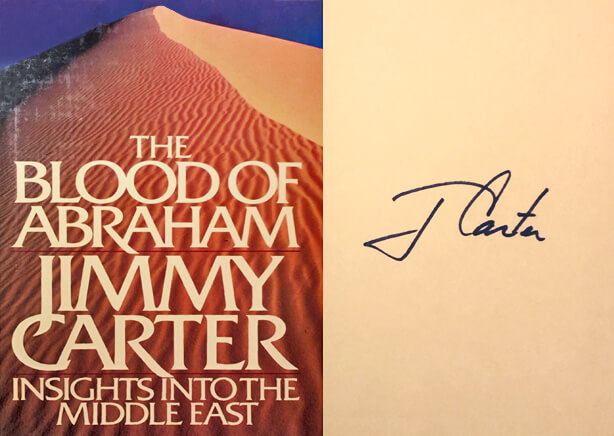 THE
BLOOD OF
ABRAHAM
JIMMY
CARTER
INSIGHTS INTO THE
MIDDLE EAST
J Carter